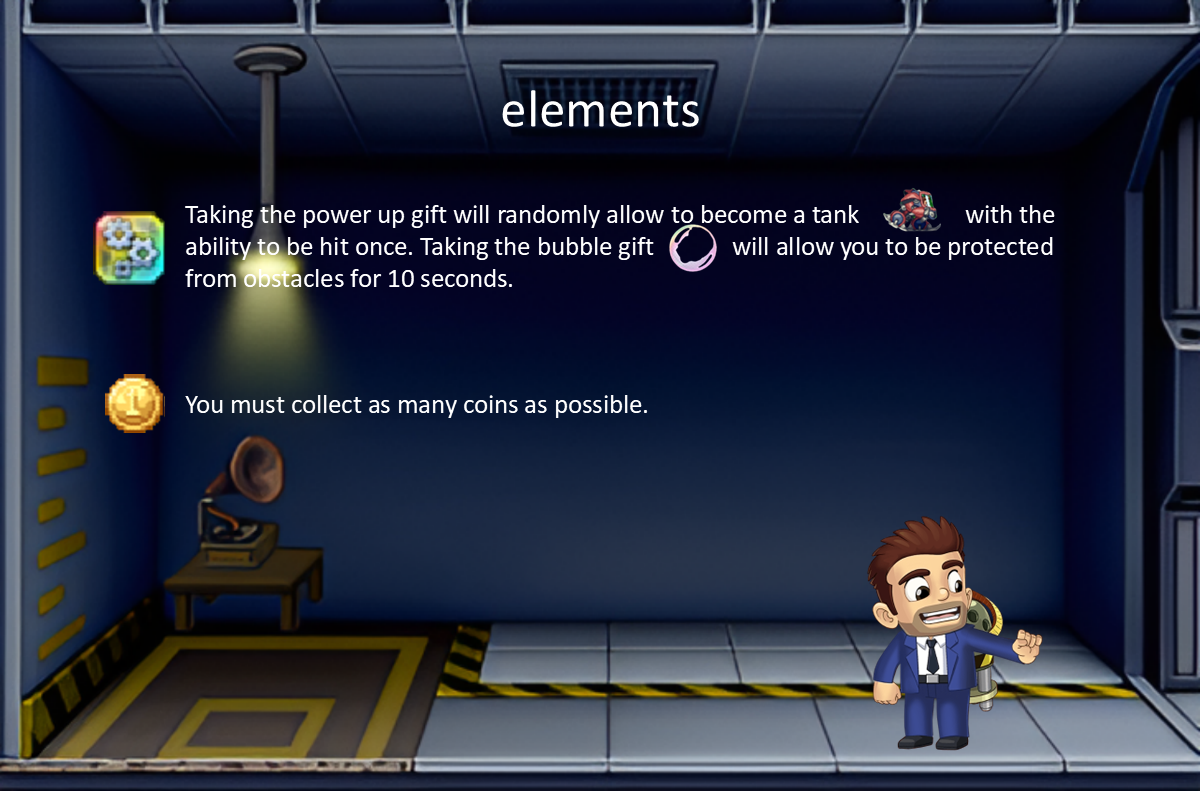 elements
Taking the power up gift will randomly allow to become a tank with the
ability to be hit once. Taking the bubble gift will allow you to be protected
from obstacles for 10 seconds.
You must collect as many coins as possible.